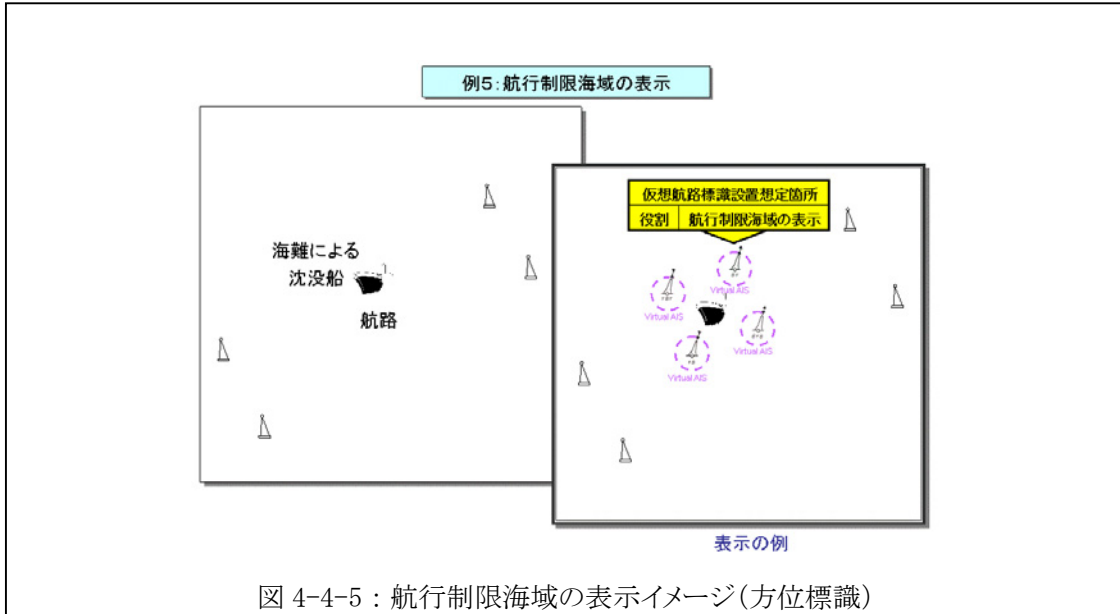 例5:航行制限海域の表示
海難による
沈没船
航路
仮想航路標識設置想定箇所
役割 航行制限海域の表示
Virtual AIS
Virtual AIS
Virtual AIS
Virtual AIS
表示の例
図 4-4-5 : 航行制限海域の表示イメージ(方位標識)